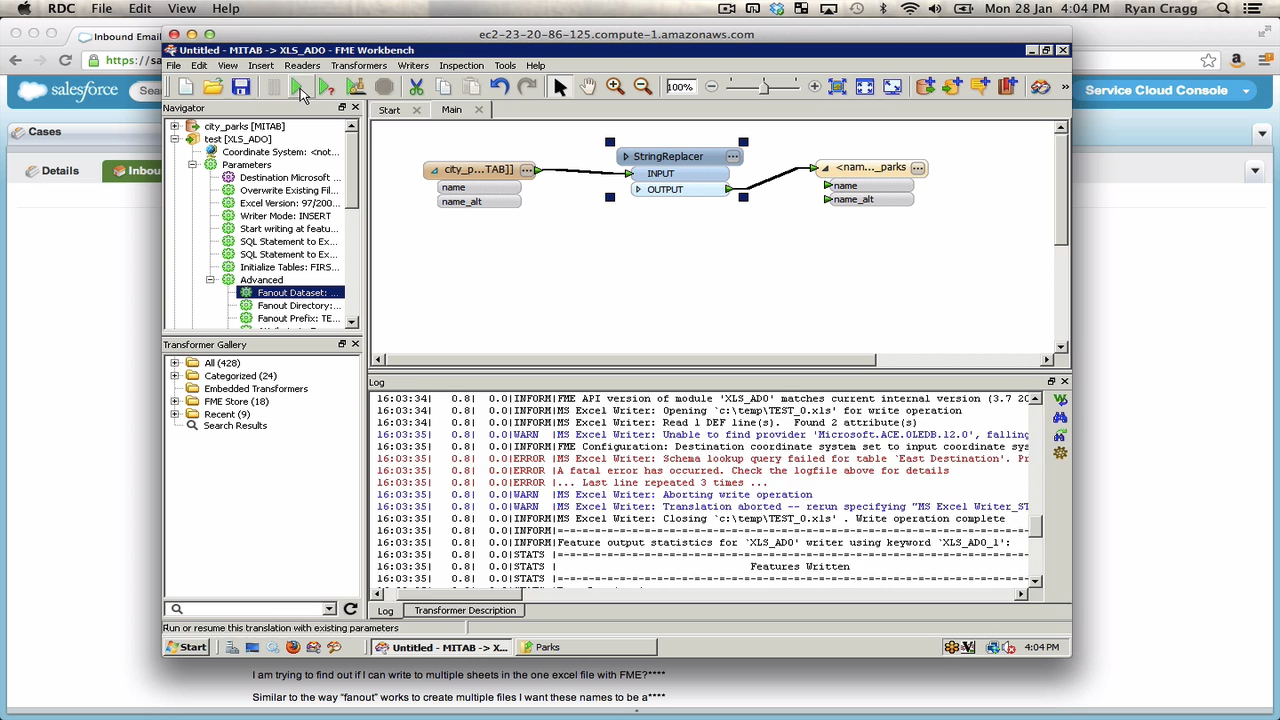 RDC File Edit View Window Help
Mon 28 Jan 4:04 PM Ryan Cragg
Inbound Email
https://sa
salesforce
Service Cloud Console
Cases
Details
ec2-23-20-86-125.compute-1.amazonaws.com
Untitled - MITAB -> XLS_ADO - FME Workbench
File Edit View Insert Readers Transformers Writers Inspection Tools Help
100%
Navigator
city_parks [MITAB]
test [XLS_ADO]
Coordinate System: <not...
Parameters
Destination Microsoft ...
Overwrite Existing Fil...
Excel Version: 97/200...
Writer Mode: INSERT
Start writing at featu...
SQL Statement to Ex...
SQL Statement to Ex...
Initialize Tables: FIRS...
Advanced
Fanout Dataset: ...
Fanout Directory:...
Fanout Prefix: TE...
Transformer Gallery
All (428)
Categorized (24)
Embedded Transformers
FME Store (18)
Recent (9)
Search Results
Start Main
city_p...TAB]]
name
name_alt
StringReplacer
INPUT
OUTPUT
<nam..._parks
name
name_alt
Log
16:03:34| 0.8| 0.0|INFORM|FME API version of module 'XLS_ADO' matches current internal version (3.7 20
16:03:34| 0.8| 0.0|INFORM|MS Excel Writer: Opening `c:\temp\TEST_0.xls' for write operation
16:03:34| 0.8| 0.0|INFORM|MS Excel Writer: Read 1 DEF line(s). Found 2 attribute(s)
16:03:34| 0.8| 0.0|WARN |MS Excel Writer: Unable to find provider 'Microsoft.ACE.OLEDB.12.0', fallin
16:03:34| 0.8| 0.0|INFORM|FME Configuration: Destination coordinate system set to input coordinate sy
16:03:35| 0.8| 0.0|ERROR |MS Excel Writer: Schema lookup query failed for table `East Destination'. Pr
16:03:35| 0.8| 0.0|ERROR |A fatal error has occurred. Check the logfile above for details
16:03:35| 0.8| 0.0|ERROR |... Last line repeated 3 times ...
16:03:35| 0.8| 0.0|WARN |MS Excel Writer: Aborting write operation
16:03:35| 0.8| 0.0|WARN |MS Excel Writer: Translation aborted -- rerun specifying "MS Excel Writer_ST
16:03:35| 0.8| 0.0|INFORM|MS Excel Writer: Closing `c:\temp\TEST_0.xls' . Write operation complete
16:03:35| 0.8| 0.0|INFORM|
16:03:35| 0.8| 0.0|INFORM|Feature output statistics for `XLS_ADO' writer using keyword `XLS_ADO_1':
16:03:35| 0.8| 0.0|STATS |
16:03:35| 0.8| 0.0|STATS | Features Written
16:03:35| 0.8| 0.0|STATS |
Log Transformer Description
Run or resume this translation with existing parameters
Start Untitled - MITAB -> X... Parks 4:04 PM
I am trying to find out if I can write to multiple sheets in the one excel file with FME?****
Similar to the way "fanout" works to create multiple files I want these names to be a****